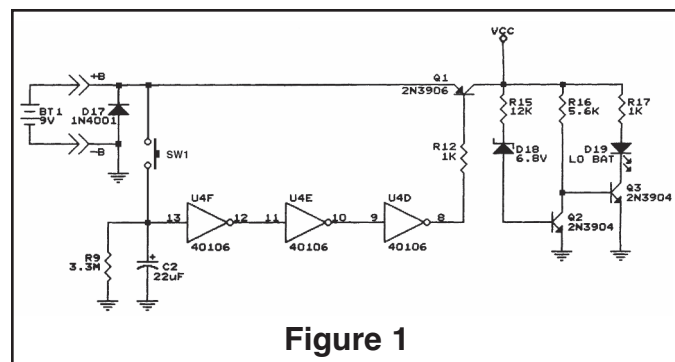 VCC
+B
Q1
2N3906
BT1
9V
D17
1N4001
R15
12K
R16
5.6K
R17
1K
SW1
R12
1K
D18
6.8V
D19
LO BAT
-B
U4F
U4E
U4D
Q3
2N3904
13
12
11
10
9
8
Q2
2N3904
40106
40106
40106
R9
3.3M
+
C2
22uF
Figure 1